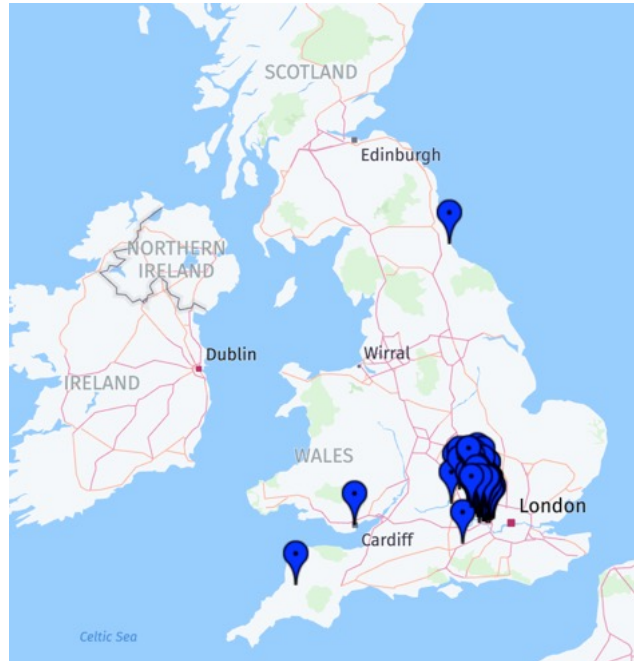 SCOTLAND
Edinburgh
NORTHERN
IRELAND
Dublin
Wirral
IRELAND
WALES
London
Cardiff
Celtic Sea